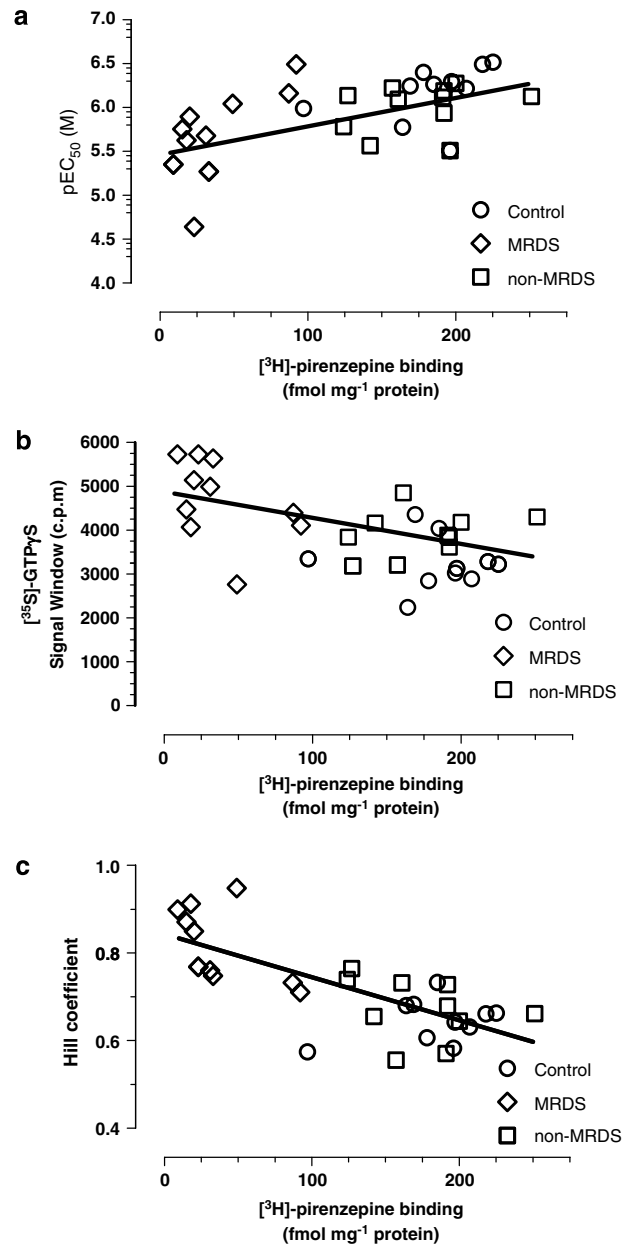 a
7.0
6.5
6.0
5.5
5.0
4.5
4.0
pEC50 (M)
Control
MRDS
non-MRDS
0 100 200
[³H]-pirenzepine binding
(fmol mg⁻¹ protein)
b
6000
5000
4000
3000
2000
1000
0
[³⁵S]-GTPγS
Signal Window (c.p.m)
Control
MRDS
non-MRDS
0 100 200
[³H]-pirenzepine binding
(fmol mg⁻¹ protein)
c
1.0
0.8
0.6
0.4
Hill coefficient
Control
MRDS
non-MRDS
0 100 200
[³H]-pirenzepine binding
(fmol mg⁻¹ protein)